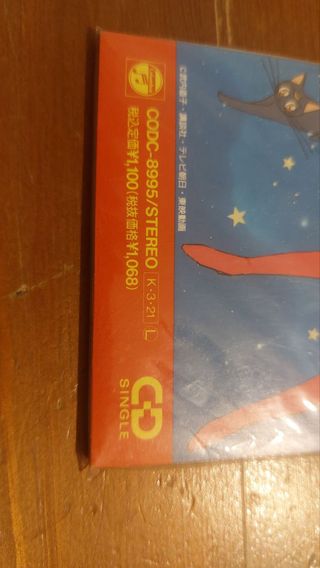 ©武内直子・講談社・テレビ朝日・東映動画
CODC-8995/STEREO K・3・21 L
税込定価¥1,100(税抜価格¥1,068)
CD
SINGLE